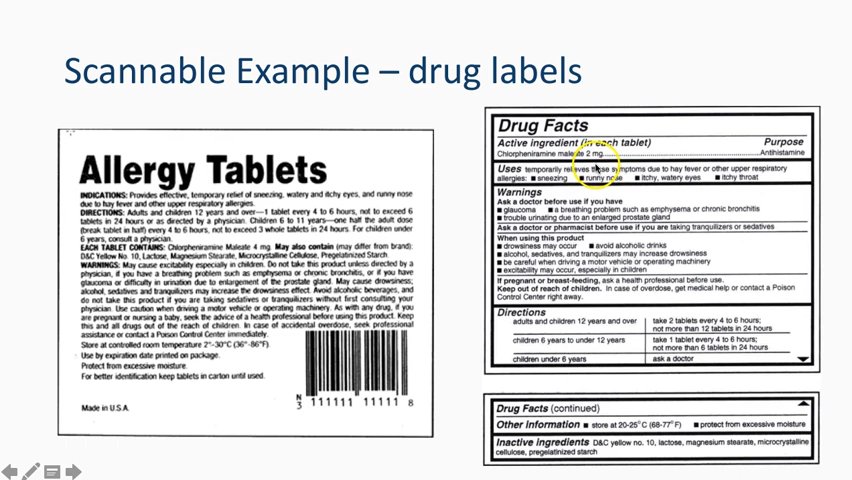 Scannable Example – drug labels
Allergy Tablets
INDICATIONS: Provides effective, temporary relief of sneezing, watery and itchy eyes, and runny nose
due to hay fever and other upper respiratory allergies.
DIRECTIONS: Adults and children 12 years and over—1 tablet every 4 to 6 hours, not to exceed 6
tablets in 24 hours or as directed by a physician. Children 6 to 11 years—one half the adult dose
(break tablet in half) every 4 to 6 hours, not to exceed 3 whole tablets in 24 hours. For children under
6 years, consult a physician.
EACH TABLET CONTAINS: Chlorpheniramine Maleate 4 mg. May also contain (may differ from brand):
D&C Yellow No. 10, Lactose, Magnesium Stearate, Microcrystalline Cellulose, Pregelatinized Starch.
WARNINGS: May cause excitability especially in children. Do not take this product unless directed by a
physician, if you have a breathing problem such as emphysema or chronic bronchitis, or if you have
glaucoma or difficulty in urination due to enlargement of the prostate gland. May cause drowsiness;
alcohol, sedatives and tranquilizers may increase the drowsiness effect. Avoid alcoholic beverages, and
do not take this product if you are taking sedatives or tranquilizers without first consulting your
physician. Use caution when driving a motor vehicle or operating machinery. As with any drug, if you
are pregnant or nursing a baby, seek the advice of a health professional before using this product. Keep
this and all drugs out of the reach of children. In case of accidental overdose, seek professional
assistance or contact a Poison Control Center immediately.
Store at controlled room temperature 2°-30°C (36°-86°F).
Use by expiration date printed on package.
Protect from excessive moisture.
For better identification keep tablets in carton until used.
Made in U.S.A.
N
3 111111 11111 8
Drug Facts
Active ingredient (in each tablet) Purpose
Chlorpheniramine maleate 2 mg Antihistamine
Uses temporarily relieves these symptoms due to hay fever or other upper respiratory
allergies: ■ sneezing ■ runny nose ■ itchy, watery eyes ■ itchy throat
Warnings
Ask a doctor before use if you have
■ glaucoma ■ a breathing problem such as emphysema or chronic bronchitis
■ trouble urinating due to an enlarged prostate gland
Ask a doctor or pharmacist before use if you are taking tranquilizers or sedatives
When using this product
■ drowsiness may occur ■ avoid alcoholic drinks
■ alcohol, sedatives, and tranquilizers may increase drowsiness
■ be careful when driving a motor vehicle or operating machinery
■ excitability may occur, especially in children
If pregnant or breast-feeding, ask a health professional before use.
Keep out of reach of children. In case of overdose, get medical help or contact a Poison
Control Center right away.
Directions
adults and children 12 years and over take 2 tablets every 4 to 6 hours;
not more than 12 tablets in 24 hours
children 6 years to under 12 years take 1 tablet every 4 to 6 hours;
not more than 6 tablets in 24 hours
children under 6 years ask a doctor
Drug Facts (continued)
Other information ■ store at 20-25° C (68-77° F) ■ protect from excessive moisture
Inactive ingredients D&C yellow no. 10, lactose, magnesium stearate, microcrystalline
cellulose, pregelatinized starch